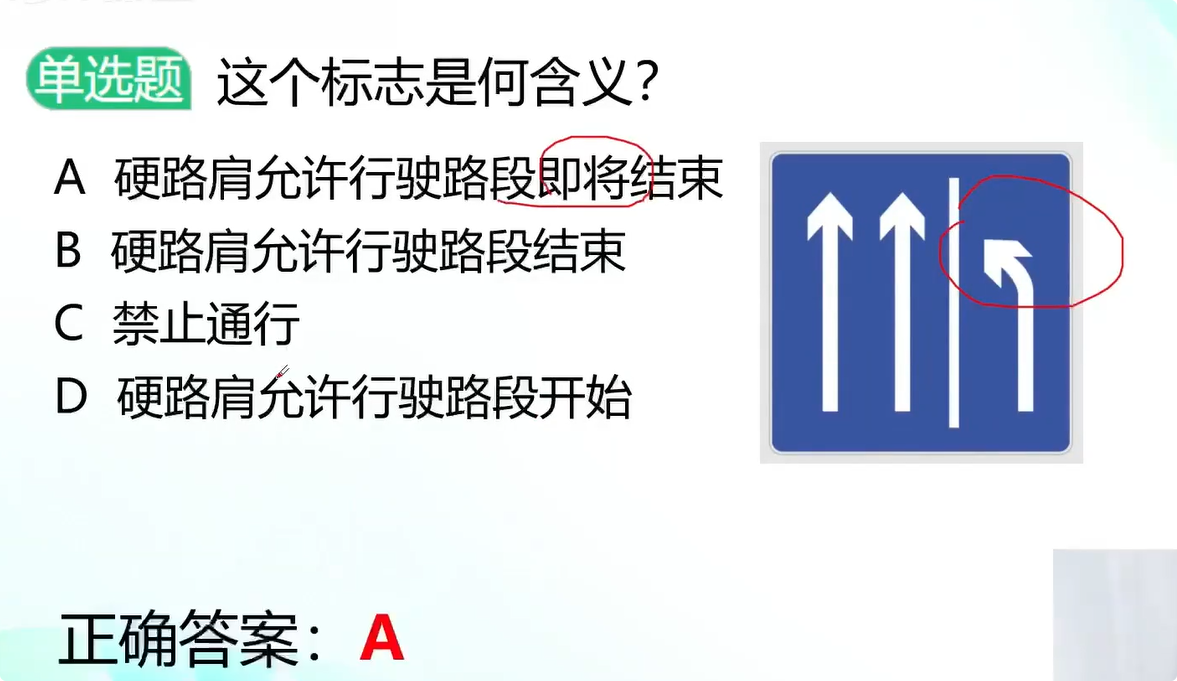 单选题 这个标志是何含义？
A 硬路肩允许行驶路段即将结束
B 硬路肩允许行驶路段结束
C 禁止通行
D 硬路肩允许行驶路段开始
正确答案：A